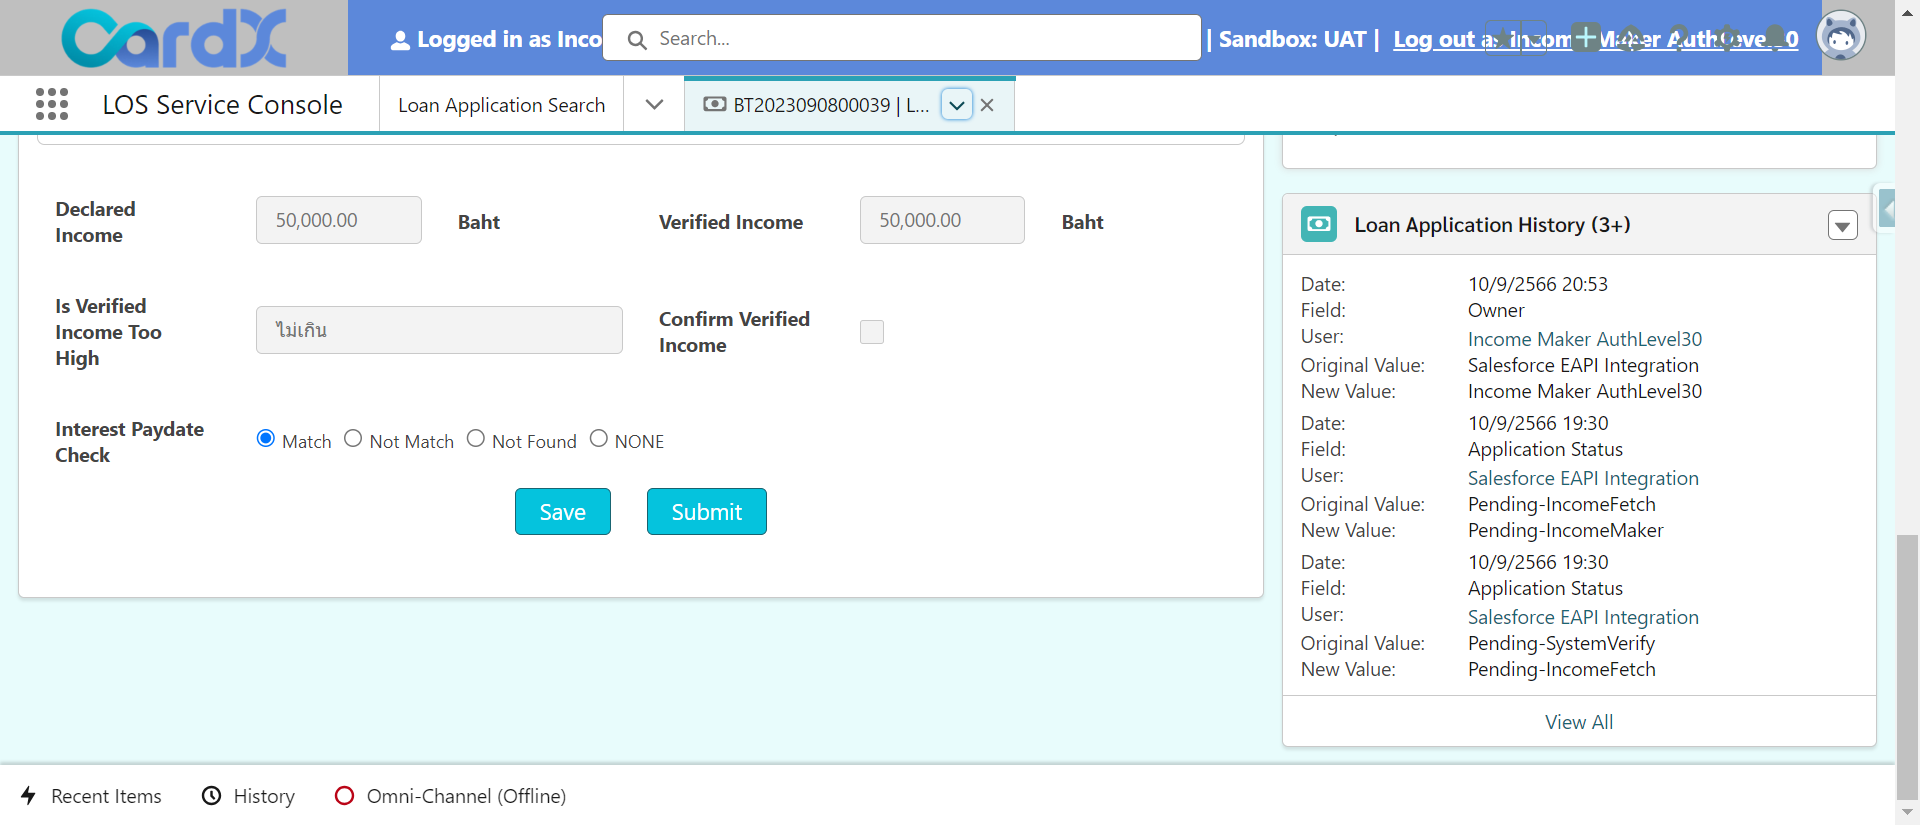 CardX
Logged in as Inco
Search...
| Sandbox: UAT |
Log out as Income Maker AuthLevel30
LOS Service Console
Loan Application Search
BT2023090800039 | L...
Declared Income
50,000.00
Baht
Verified Income
50,000.00
Baht
Is Verified Income Too High
ไม่เกิน
Confirm Verified Income
Interest Paydate Check
Match
Not Match
Not Found
NONE
Save
Submit
Loan Application History (3+)
Date: 10/9/2566 20:53
Field: Owner
User: Income Maker AuthLevel30
Original Value: Salesforce EAPI Integration
New Value: Income Maker AuthLevel30
Date: 10/9/2566 19:30
Field: Application Status
User: Salesforce EAPI Integration
Original Value: Pending-IncomeFetch
New Value: Pending-IncomeMaker
Date: 10/9/2566 19:30
Field: Application Status
User: Salesforce EAPI Integration
Original Value: Pending-SystemVerify
New Value: Pending-IncomeFetch
View All
Recent Items
History
Omni-Channel (Offline)